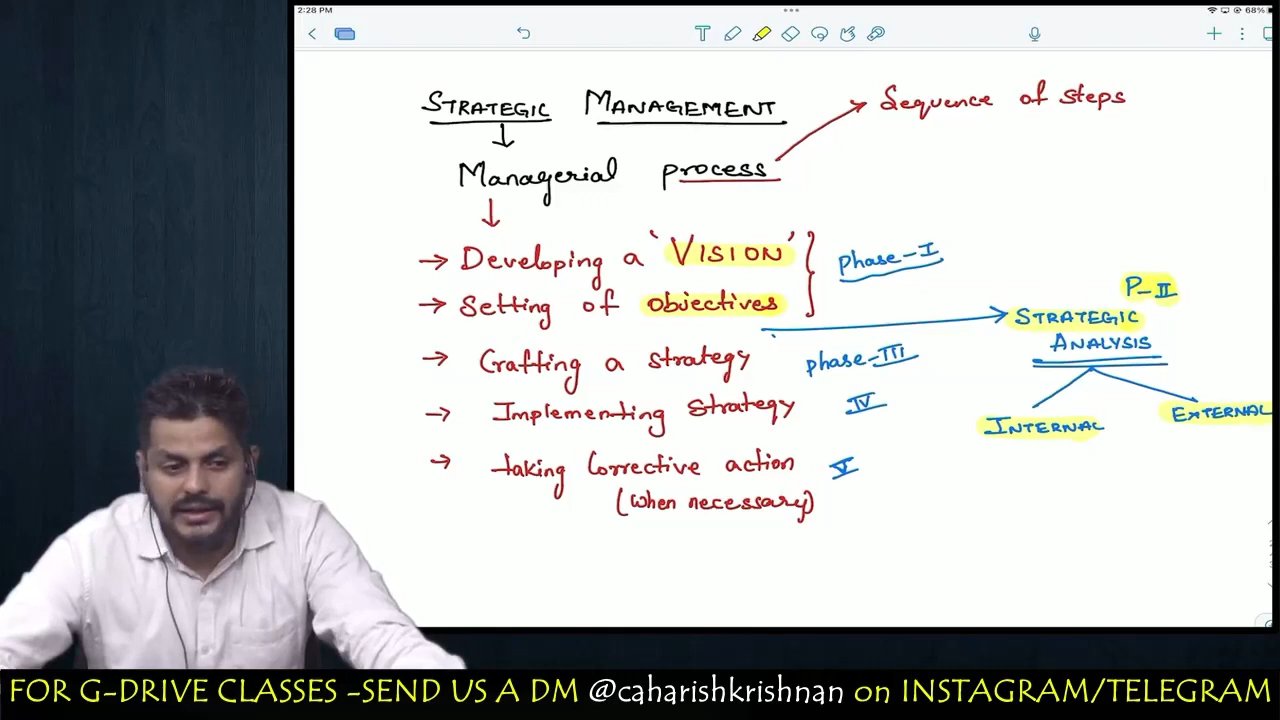 2:28 PM
68%
STRATEGIC MANAGEMENT
Sequence of steps
Managerial process
→ Developing a 'VISION'
phase-I
→ Setting of objectives
P-II
STRATEGIC
ANALYSIS
→ Crafting a strategy
phase-III
INTERNAL
EXTERNAL
→ Implementing strategy
IV
→ taking Corrective action
V
(when necessary)
FOR G-DRIVE CLASSES -SEND US A DM @caharishkrishnan on INSTAGRAM/TELEGRAM